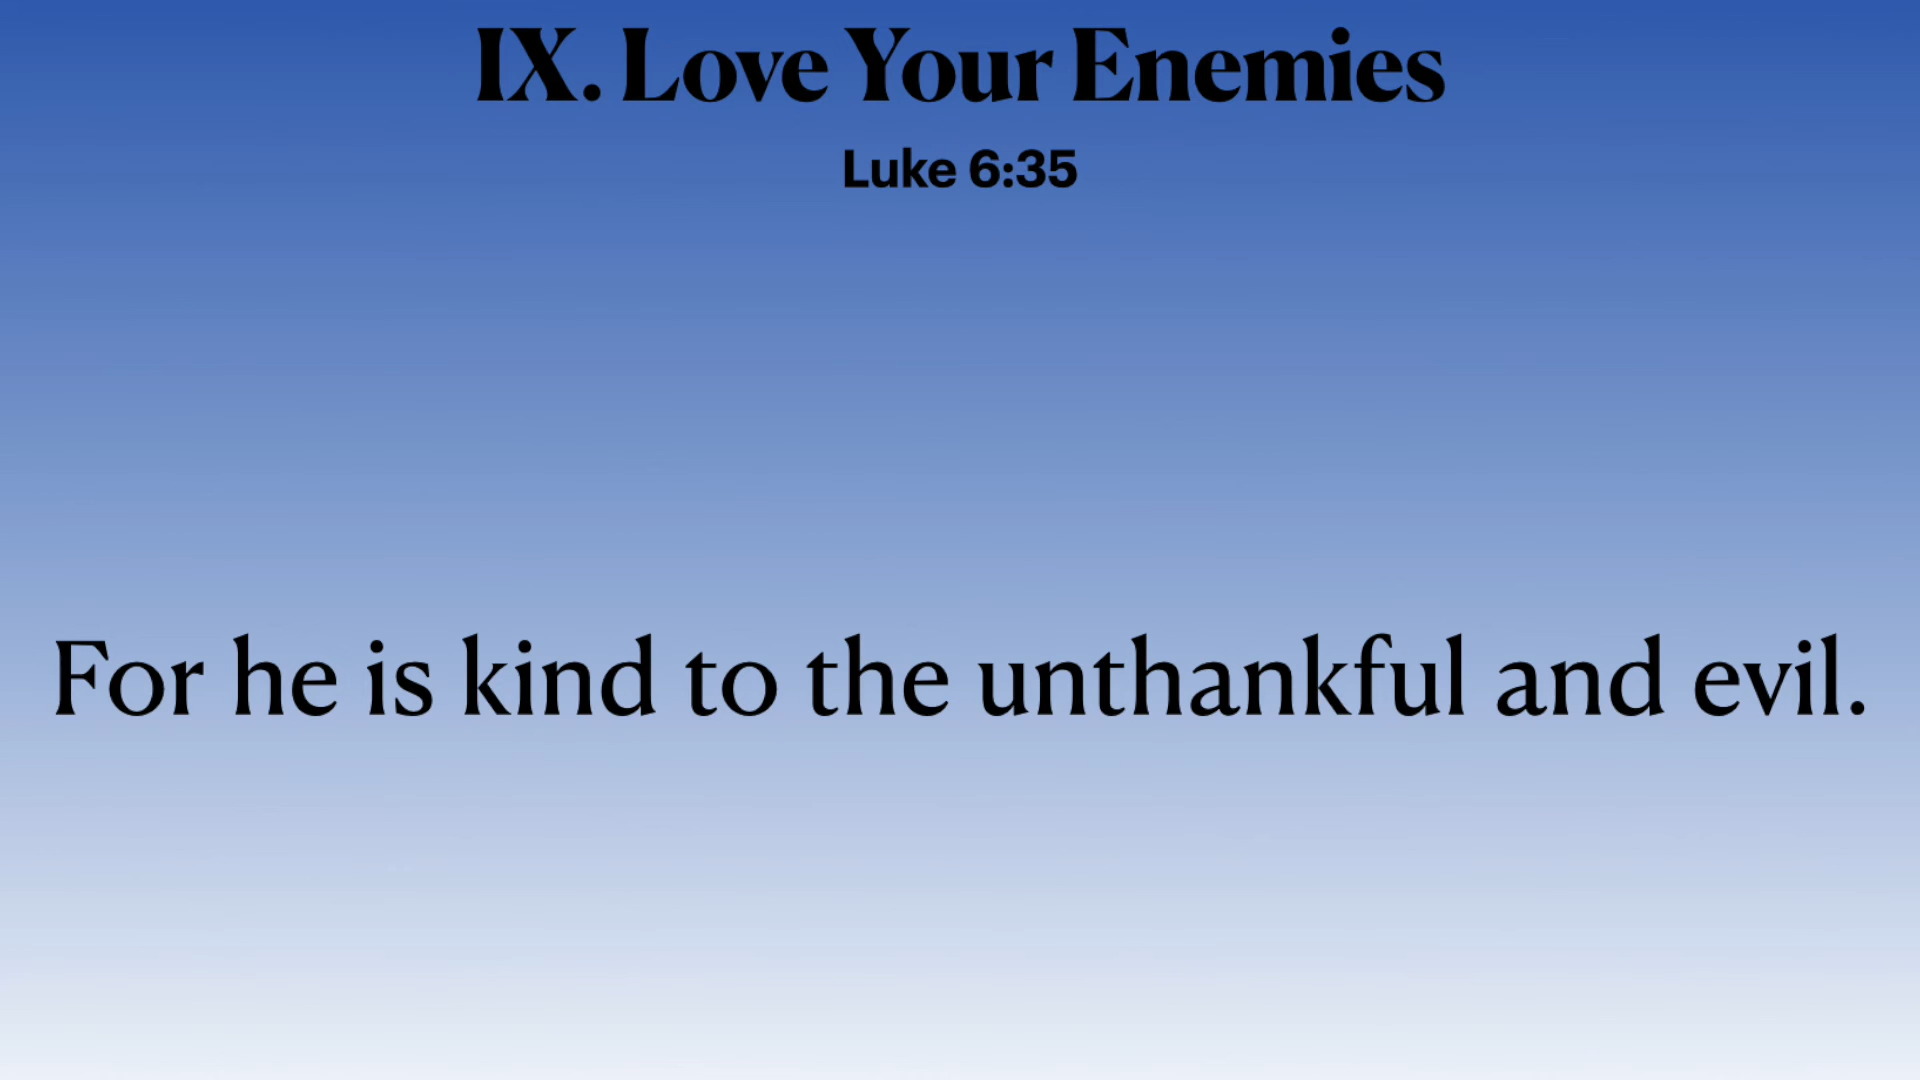 IX. Love Your Enemies
Luke 6:35
For he is kind to the unthankful and evil.